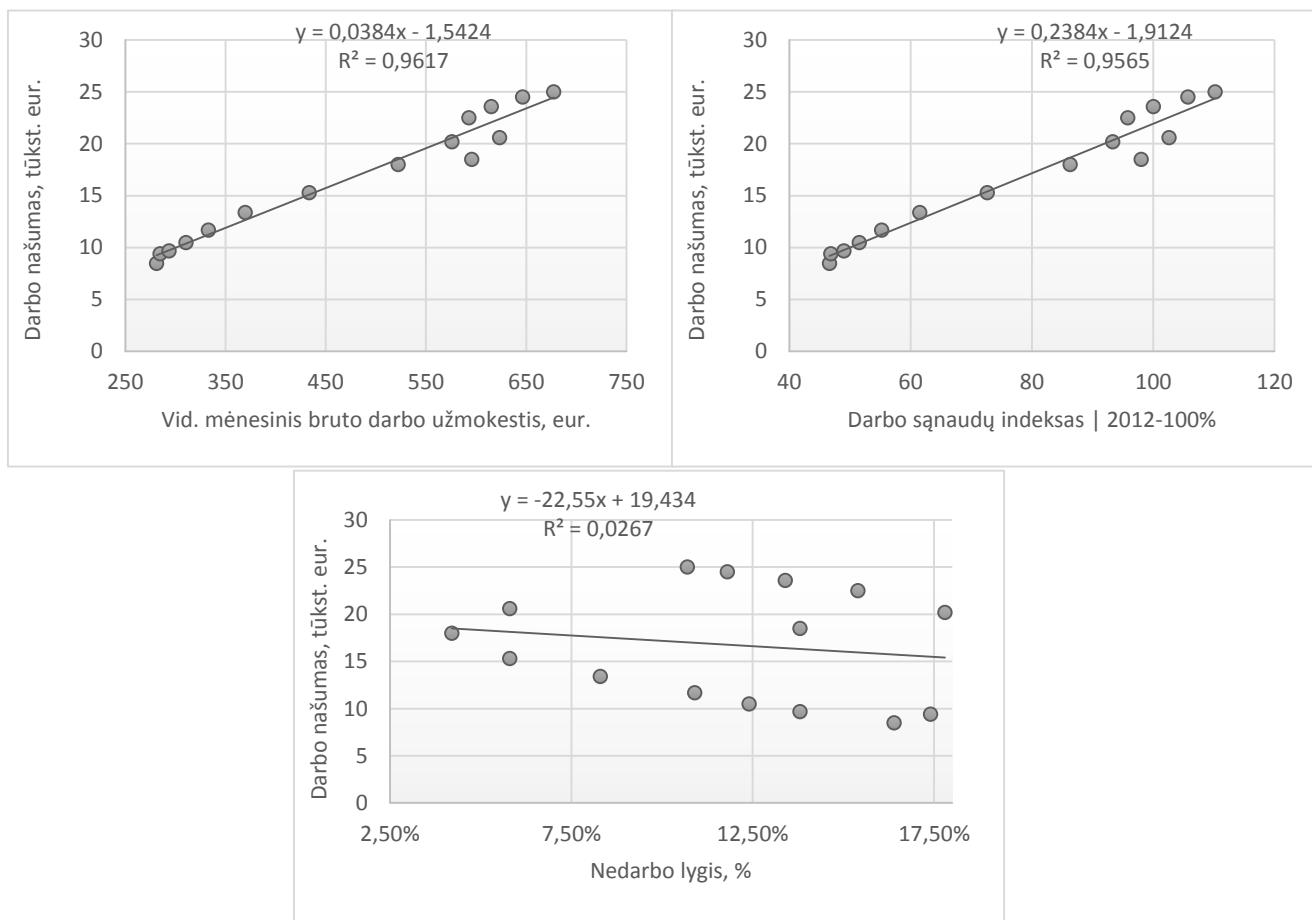 y = 0,0384x - 1,5424
R² = 0,9617
30
25
20
15
10
5
0
Darbo našumas, tūkst. eur.
250 350 450 550 650 750
Vid. mėnesinis bruto darbo užmokestis, eur.
y = 0,2384x - 1,9124
R² = 0,9565
30
25
20
15
10
5
0
Darbo našumas, tūkst. eur.
40 60 80 100 120
Darbo sąnaudų indeksas | 2012-100%
y = -22,55x + 19,434
R² = 0,0267
30
25
20
15
10
5
0
Darbo našumas, tūkst. eur.
2,50% 7,50% 12,50% 17,50%
Nedarbo lygis, %